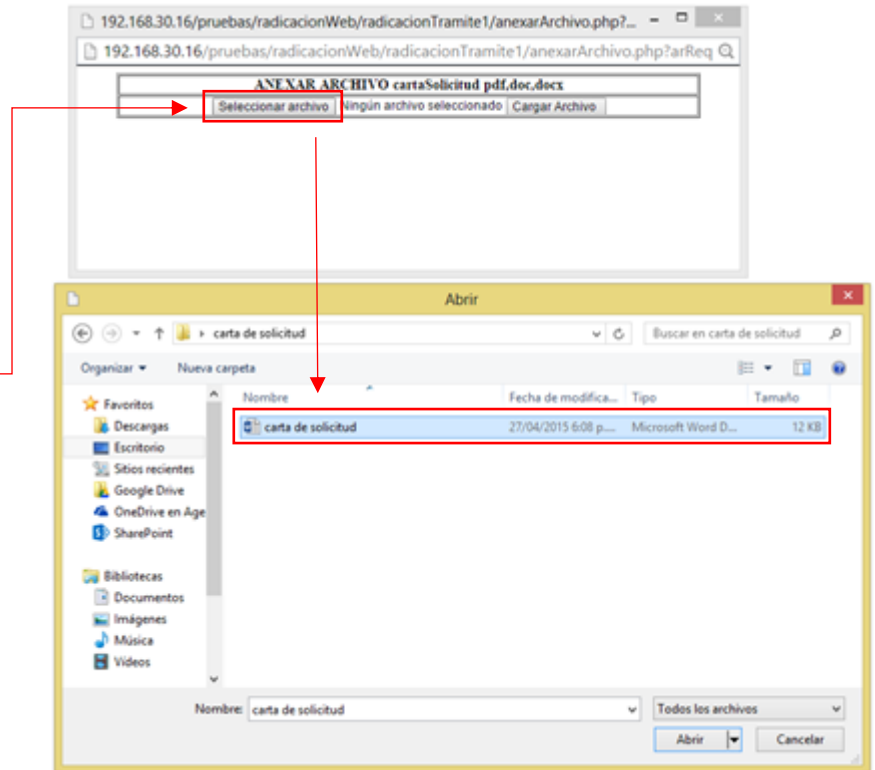 192.168.30.16/pruebas/radicacionWeb/radicacionTramite1/anexarArchivo.php?...
192.168.30.16/pruebas/radicacionWeb/radicacionTramite1/anexarArchivo.php?arReq
ANEXAR ARCHIVO cartaSolicitud pdf,doc,docx
Seleccionar archivo Ningún archivo seleccionado Cargar Archivo
Abrir
carta de solicitud Buscar en carta de solicitud
Organizar Nueva carpeta
Nombre Fecha de modifica... Tipo Tamaño
carta de solicitud 27/04/2015 6:08 p.... Microsoft Word D... 12 KB
Favoritos
Descargas
Escritorio
Sitios recientes
Google Drive
OneDrive en Age
SharePoint
Bibliotecas
Documentos
Imágenes
Música
Vídeos
Nombre: carta de solicitud Todos los archivos
Abrir Cancelar